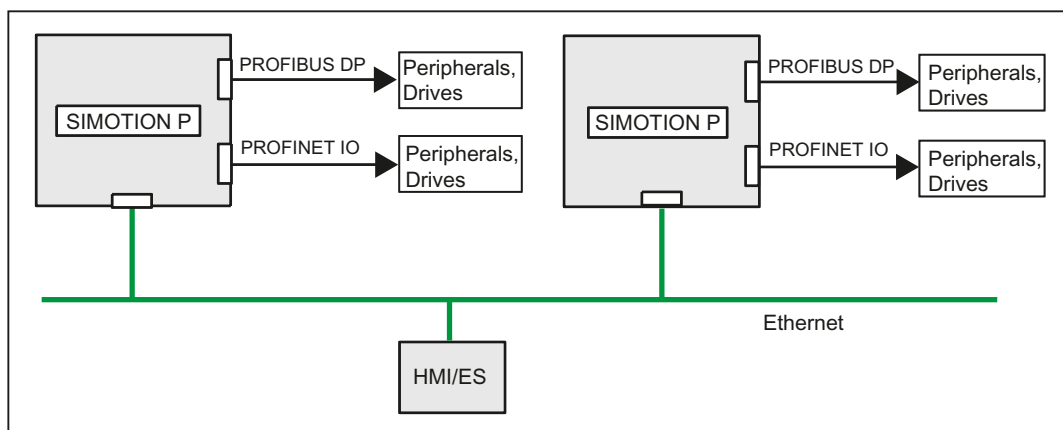 PROFIBUS DP
Peripherals,
Drives
SIMOTION P
PROFINET IO
Peripherals,
Drives
PROFIBUS DP
Peripherals,
Drives
SIMOTION P
PROFINET IO
Peripherals,
Drives
Ethernet
HMI/ES